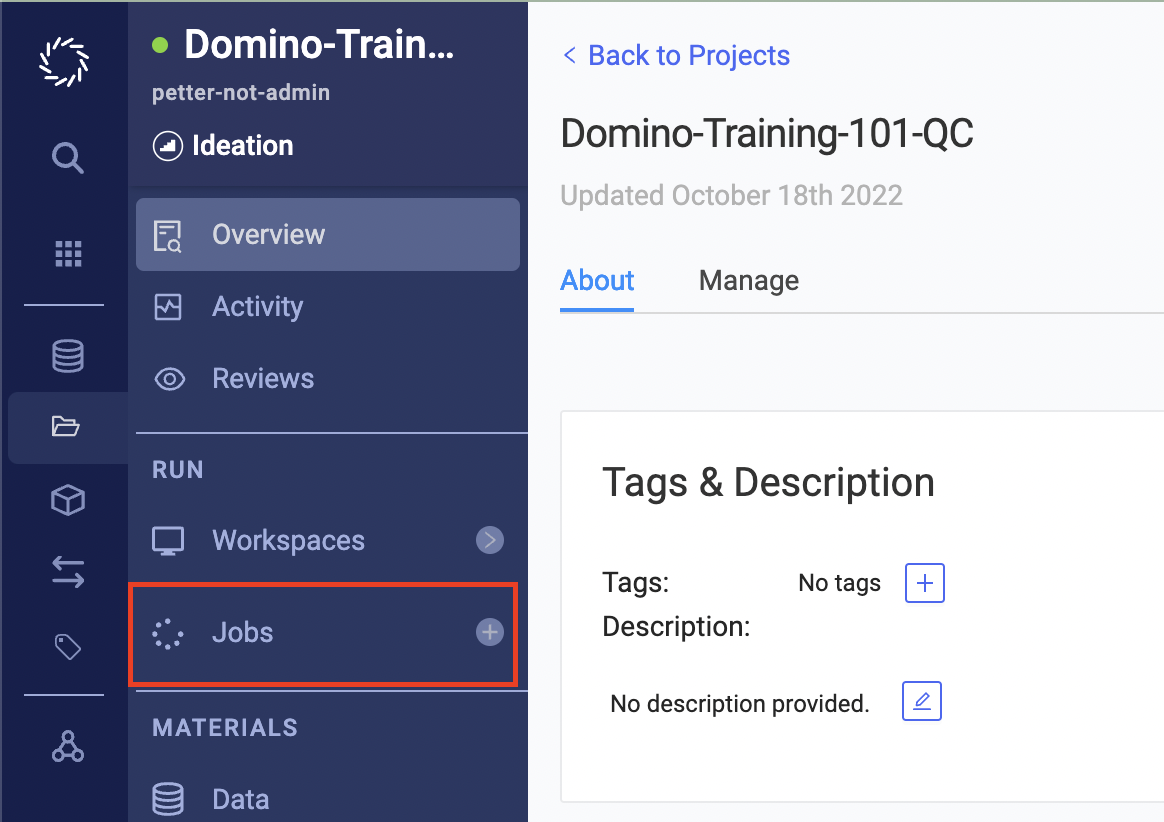 Domino-Train...
petter-not-admin
Ideation
Overview
Activity
Reviews
RUN
Workspaces
Jobs
MATERIALS
Data
< Back to Projects
Domino-Training-101-QC
Updated October 18th 2022
About Manage
Tags & Description
Tags: No tags
Description:
No description provided.